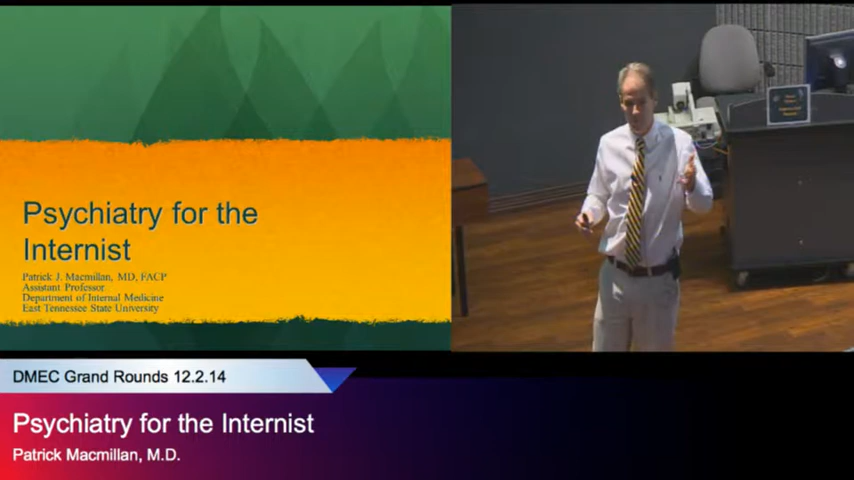 Psychiatry for the
Internist
Patrick J. Macmillan, MD, FACP
Assistant Professor
Department of Internal Medicine
East Tennessee State University
DMEC Grand Rounds 12.2.14
Psychiatry for the Internist
Patrick Macmillan, M.D.